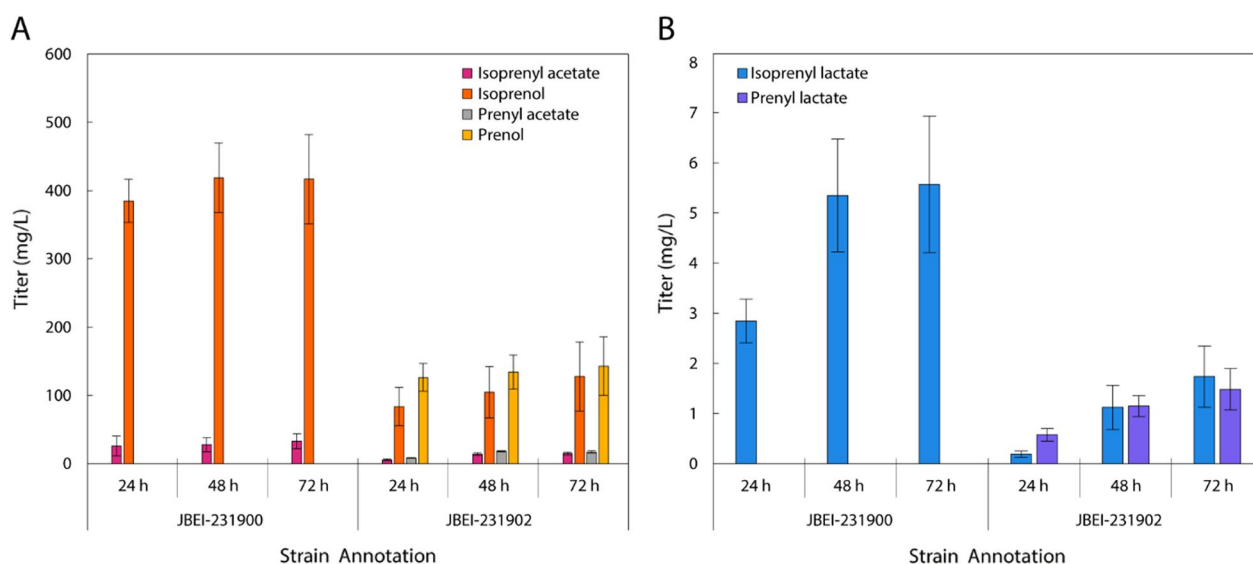 A
600
500
400
300
200
100
0
Titer (mg/L)
Isoprenyl acetate
Isoprenol
Prenyl acetate
Prenol
24 h 48 h 72 h 24 h 48 h 72 h
JBEI-231900 JBEI-231902
Strain Annotation
B
8
7
6
5
4
3
2
1
0
Titer (mg/L)
Isoprenyl lactate
Prenyl lactate
24 h 48 h 72 h 24 h 48 h 72 h
JBEI-231900 JBEI-231902
Strain Annotation